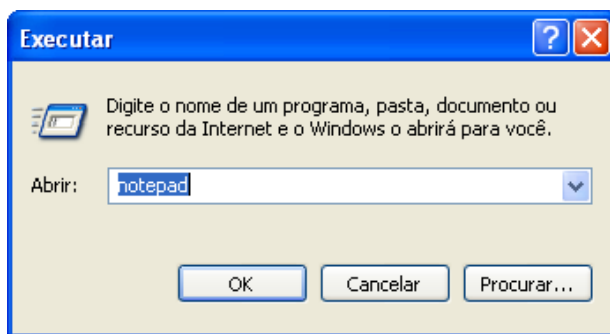 Executar
Digite o nome de um programa, pasta, documento ou
recurso da Internet e o Windows o abrirá para você.
Abrir: notepad
OK Cancelar Procurar...